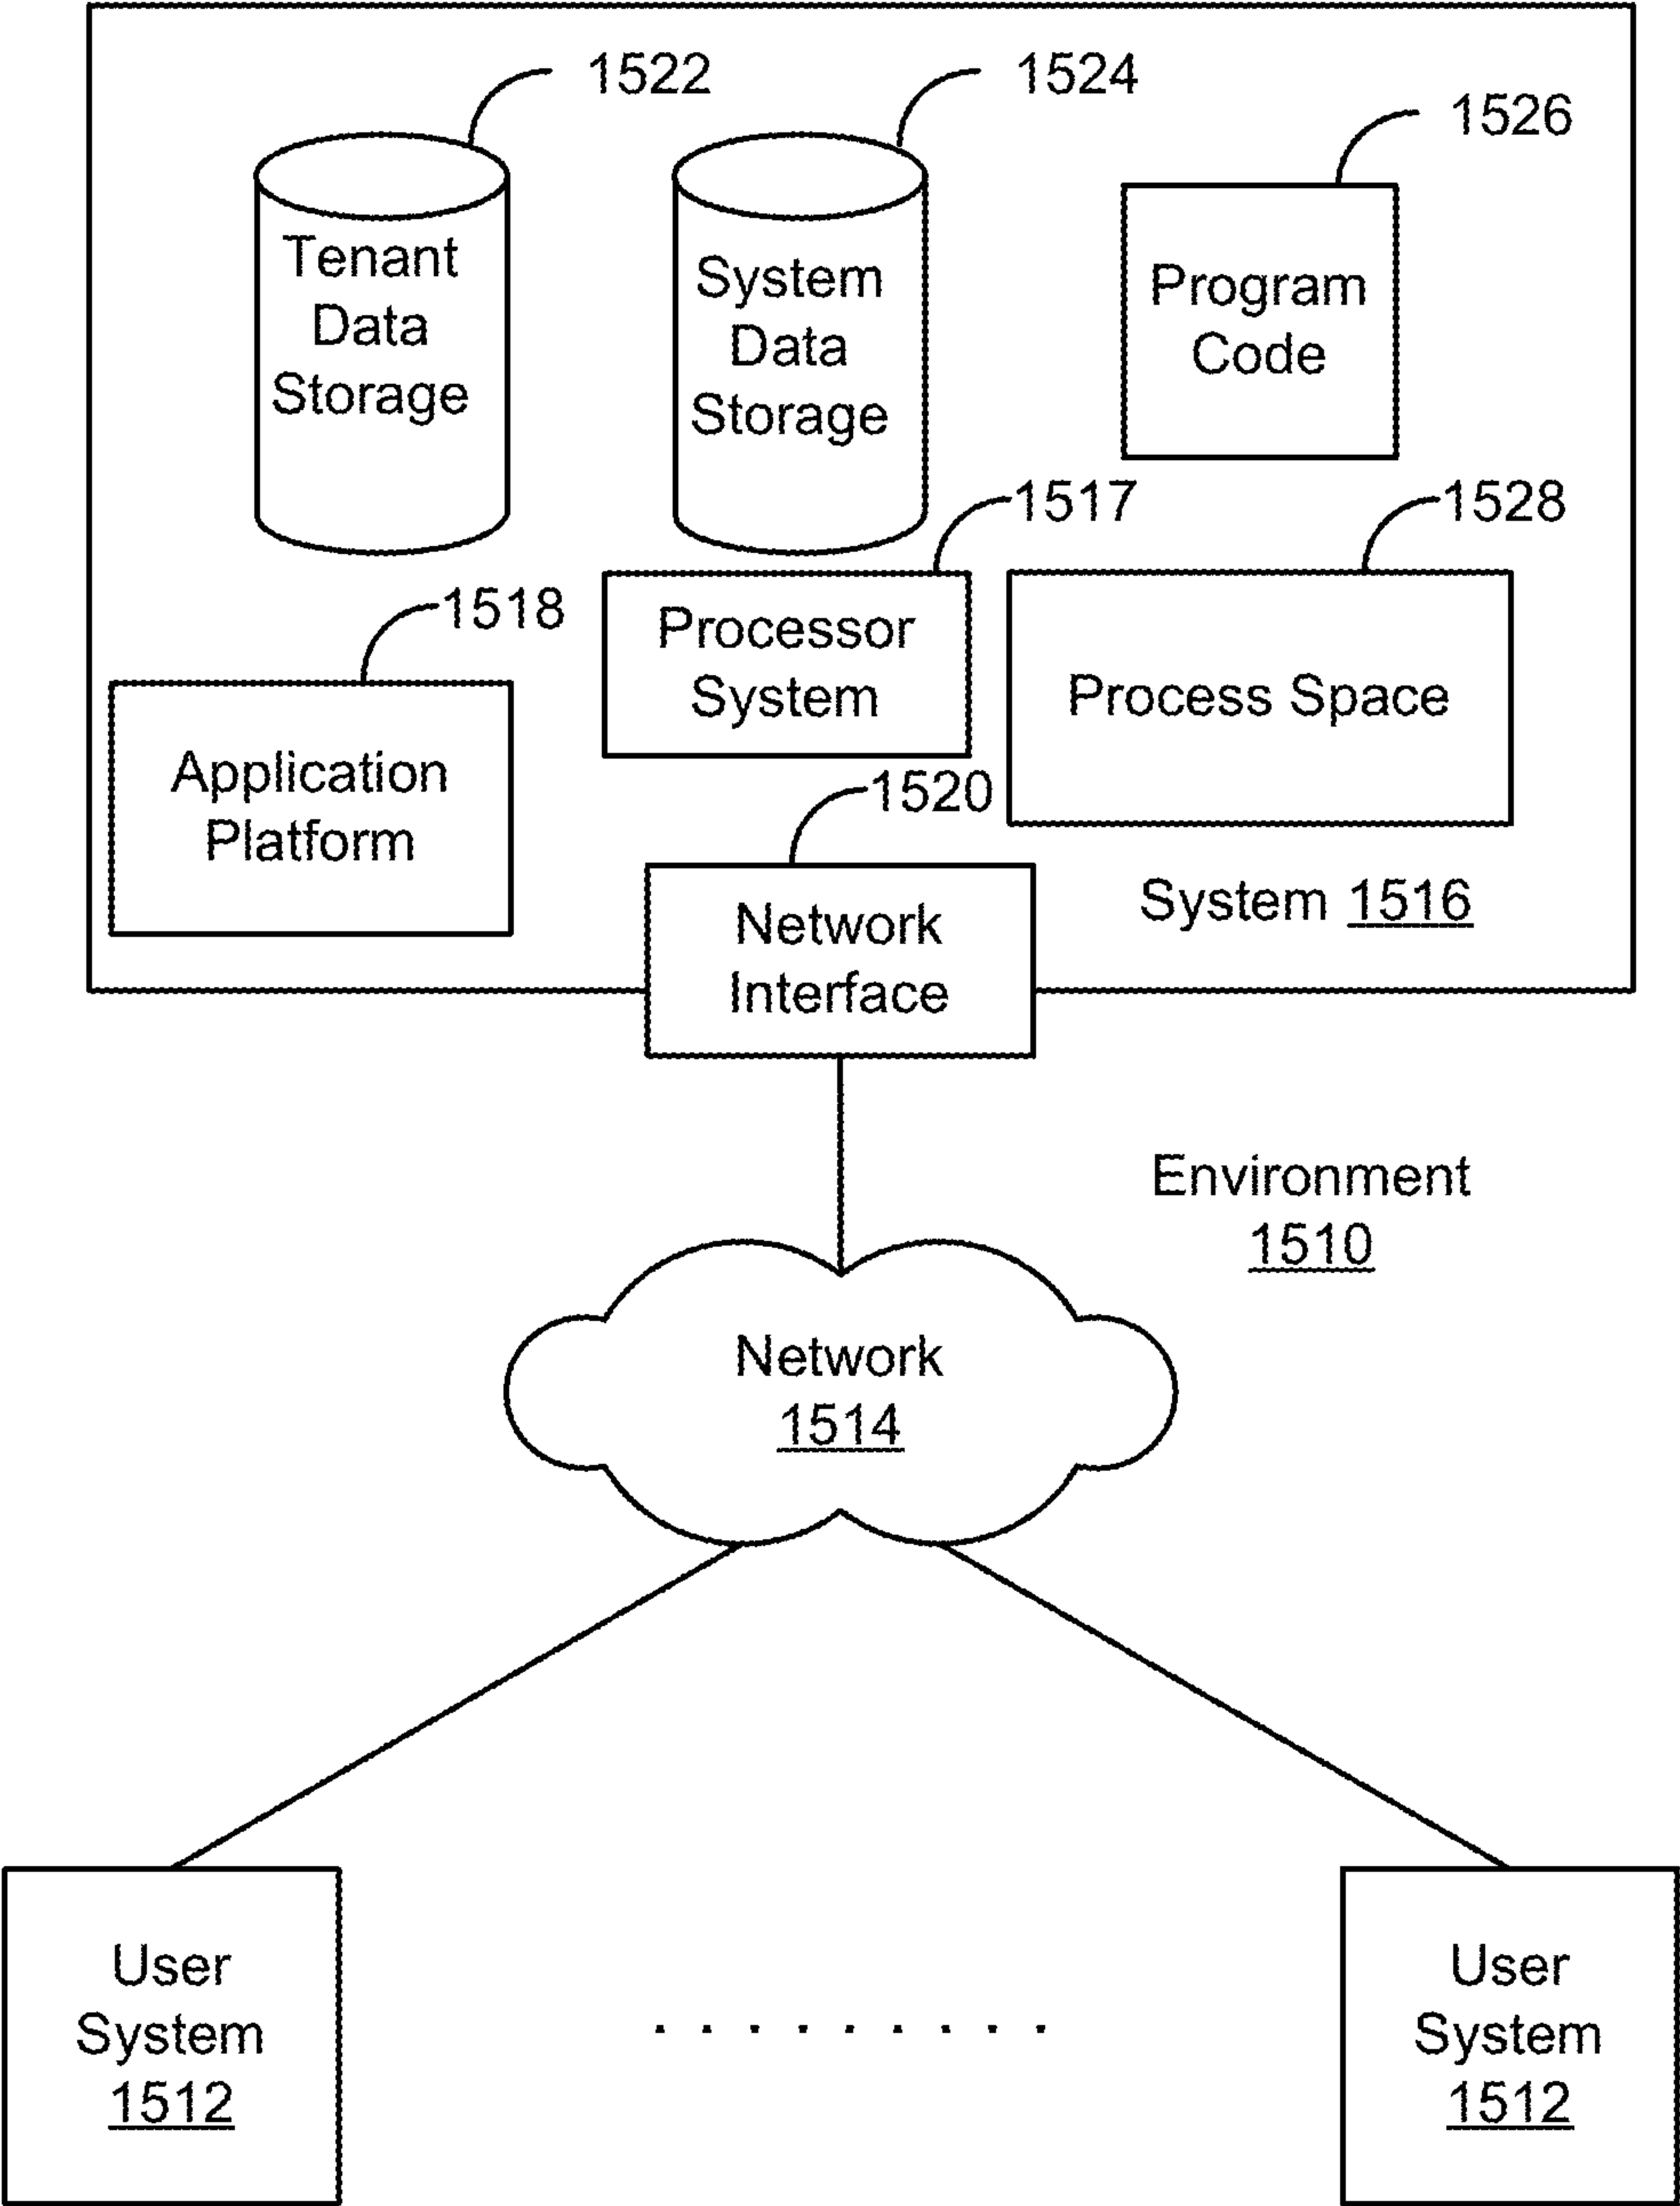 1522
1524
1526
Tenant
Data
Storage
System
Data
Storage
Program
Code
1517
1528
1518
Processor
System
Process Space
Application
Platform
1520
System 1516
Network
Interface
Environment
1510
Network
1514
User
System
1512
User
System
1512